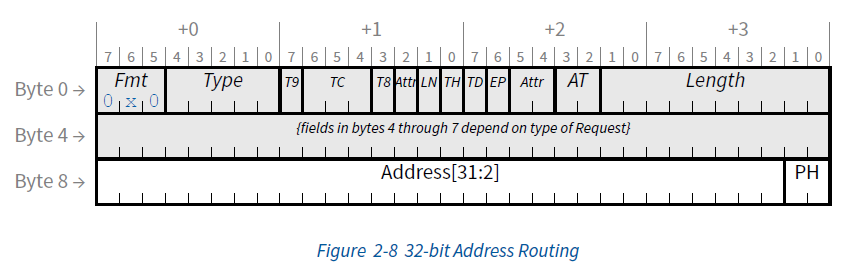 +0 +1 +2 +3
7 6 5 4 3 2 1 0 7 6 5 4 3 2 1 0 7 6 5 4 3 2 1 0 7 6 5 4 3 2 1 0
Byte 0 → Fmt Type T9 TC T8 Attr LN TH TD EP Attr AT Length
0 x 0
Byte 4 → {fields in bytes 4 through 7 depend on type of Request}
Byte 8 → Address[31:2] PH
Figure 2-8 32-bit Address Routing